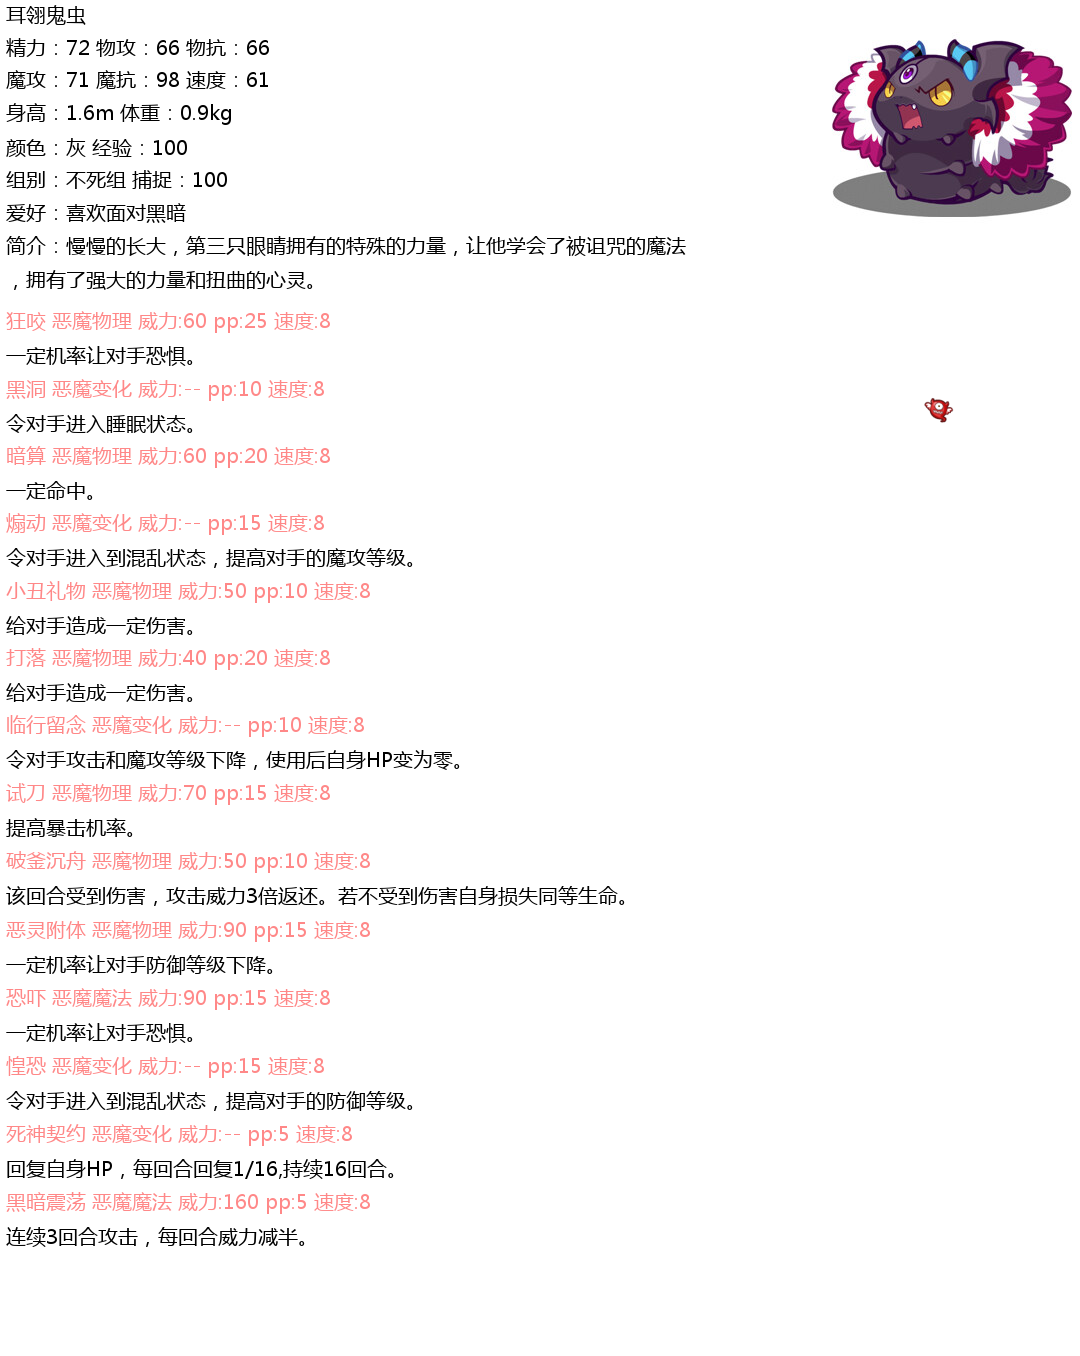 耳翎鬼虫
精力：72 物攻：66 物抗：66
魔攻：71 魔抗：98 速度：61
身高：1.6m 体重：0.9kg
颜色：灰 经验：100
组别：不死组 捕捉：100
爱好：喜欢面对黑暗
简介：慢慢的长大，第三只眼睛拥有的特殊的力量，让他学会了被诅咒的魔法
，拥有了强大的力量和扭曲的心灵。
狂咬 恶魔物理 威力:60 pp:25 速度:8
一定机率让对手恐惧。
黑洞 恶魔变化 威力:-- pp:10 速度:8
令对手进入睡眠状态。
暗算 恶魔物理 威力:60 pp:20 速度:8
一定命中。
煽动 恶魔变化 威力:-- pp:15 速度:8
令对手进入到混乱状态，提高对手的魔攻等级。
小丑礼物 恶魔物理 威力:50 pp:10 速度:8
给对手造成一定伤害。
打落 恶魔物理 威力:40 pp:20 速度:8
给对手造成一定伤害。
临行留念 恶魔变化 威力:-- pp:10 速度:8
令对手攻击和魔攻等级下降，使用后自身HP变为零。
试刀 恶魔物理 威力:70 pp:15 速度:8
提高暴击机率。
破釜沉舟 恶魔物理 威力:50 pp:10 速度:8
该回合受到伤害，攻击威力3倍返还。若不受到伤害自身损失同等生命。
恶灵附体 恶魔物理 威力:90 pp:15 速度:8
一定机率让对手防御等级下降。
恐吓 恶魔魔法 威力:90 pp:15 速度:8
一定机率让对手恐惧。
惶恐 恶魔变化 威力:-- pp:15 速度:8
令对手进入到混乱状态，提高对手的防御等级。
死神契约 恶魔变化 威力:-- pp:5 速度:8
回复自身HP，每回合回复1/16,持续16回合。
黑暗震荡 恶魔魔法 威力:160 pp:5 速度:8
连续3回合攻击，每回合威力减半。